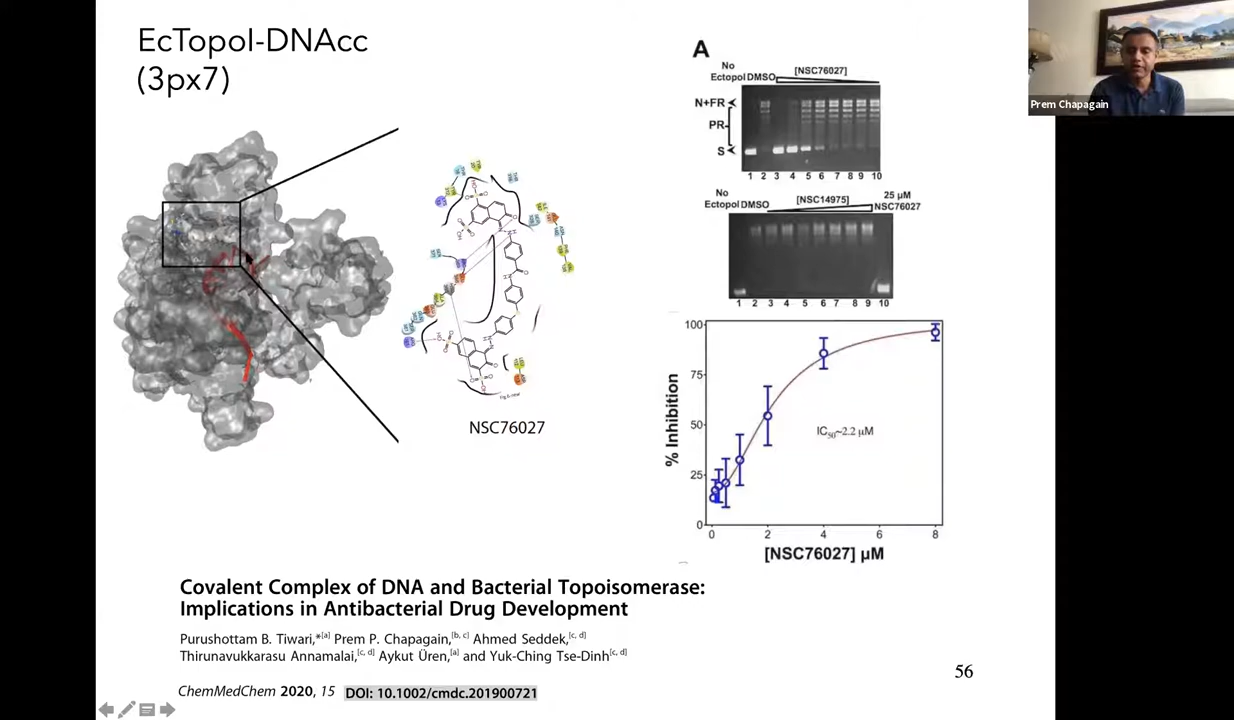 EcTopoI-DNAcc
(3px7)
NSC76027
A
No
Ectopol DMSO
[NSC76027]
N+FR
PR
S
1 2 3 4 5 6 7 8 9 10
No
Ectopol DMSO
[NSC14975]
25 µM
NSC76027
1 2 3 4 5 6 7 8 9 10
% Inhibition
100
75
50
25
0
IC50~2.2 µM
0 2 4 6 8
[NSC76027] µM
Covalent Complex of DNA and Bacterial Topoisomerase:
Implications in Antibacterial Drug Development
Purushottam B. Tiwari,*[a] Prem P. Chapagain,[b, c] Ahmed Seddek,[c, d]
Thirunavukkarasu Annamalai,[c, d] Aykut Üren,[a] and Yuk-Ching Tse-Dinh[c, d]
ChemMedChem 2020, 15 DOI: 10.1002/cmdc.201900721
56
Prem Chapagain